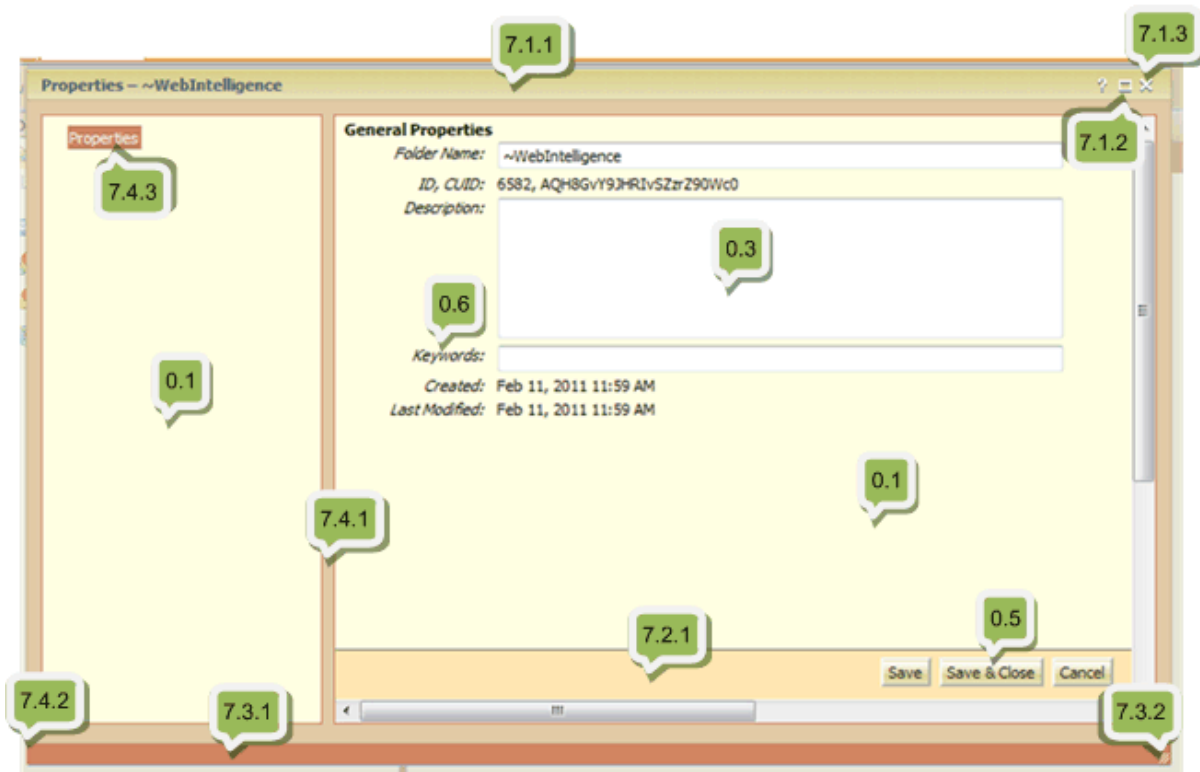 7.1.1
7.1.3
Properties – ~WebIntelligence
?
7.1.2
Properties
7.4.3
General Properties
Folder Name: ~WebIntelligence
ID, CUID: 6582, AQH8GvY9JHRIvSZzrZ90Wc0
Description:
0.3
0.6
Keywords:
0.1
Created: Feb 11, 2011 11:59 AM
Last Modified: Feb 11, 2011 11:59 AM
0.1
7.4.1
0.5
7.2.1
Save Save & Close Cancel
7.4.2
7.3.1
7.3.2